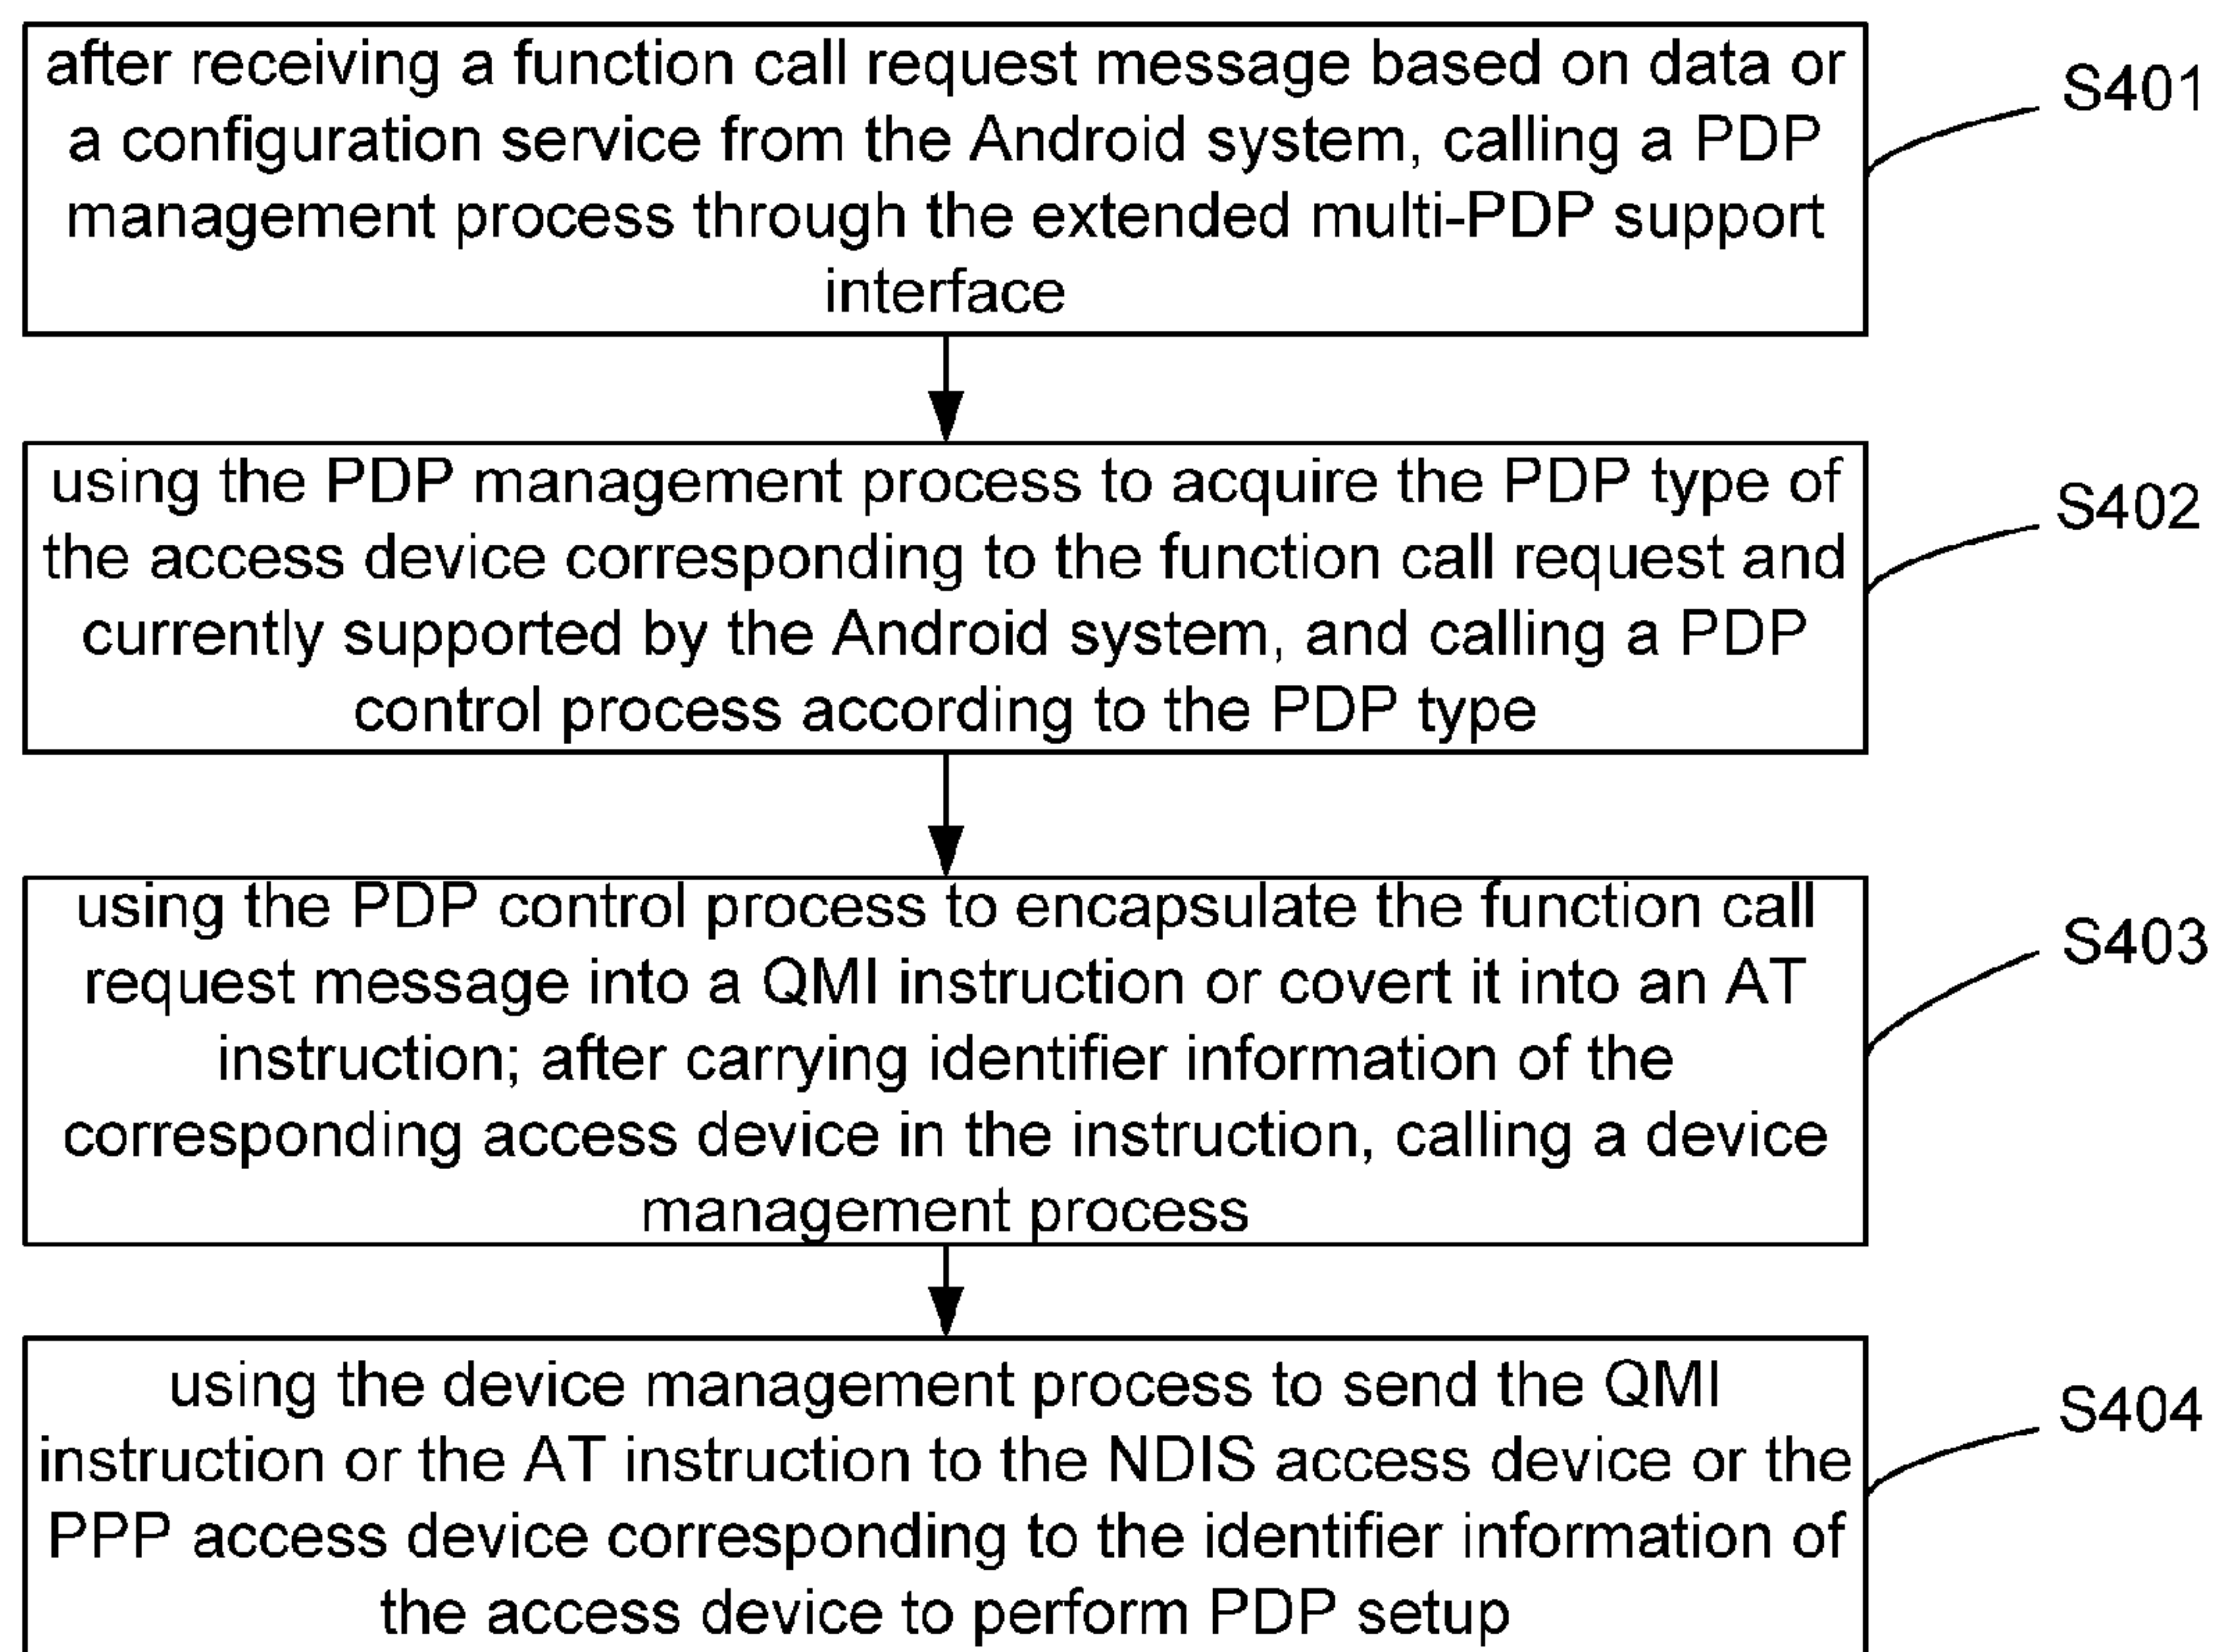 after receiving a function call request message based on data or
a configuration service from the Android system, calling a PDP
management process through the extended multi-PDP support
interface
S401
using the PDP management process to acquire the PDP type of
the access device corresponding to the function call request and
currently supported by the Android system, and calling a PDP
control process according to the PDP type
S402
using the PDP control process to encapsulate the function call
request message into a QMI instruction or covert it into an AT
instruction; after carrying identifier information of the
corresponding access device in the instruction, calling a device
management process
S403
using the device management process to send the QMI
instruction or the AT instruction to the NDIS access device or the
PPP access device corresponding to the identifier information of
the access device to perform PDP setup
S404